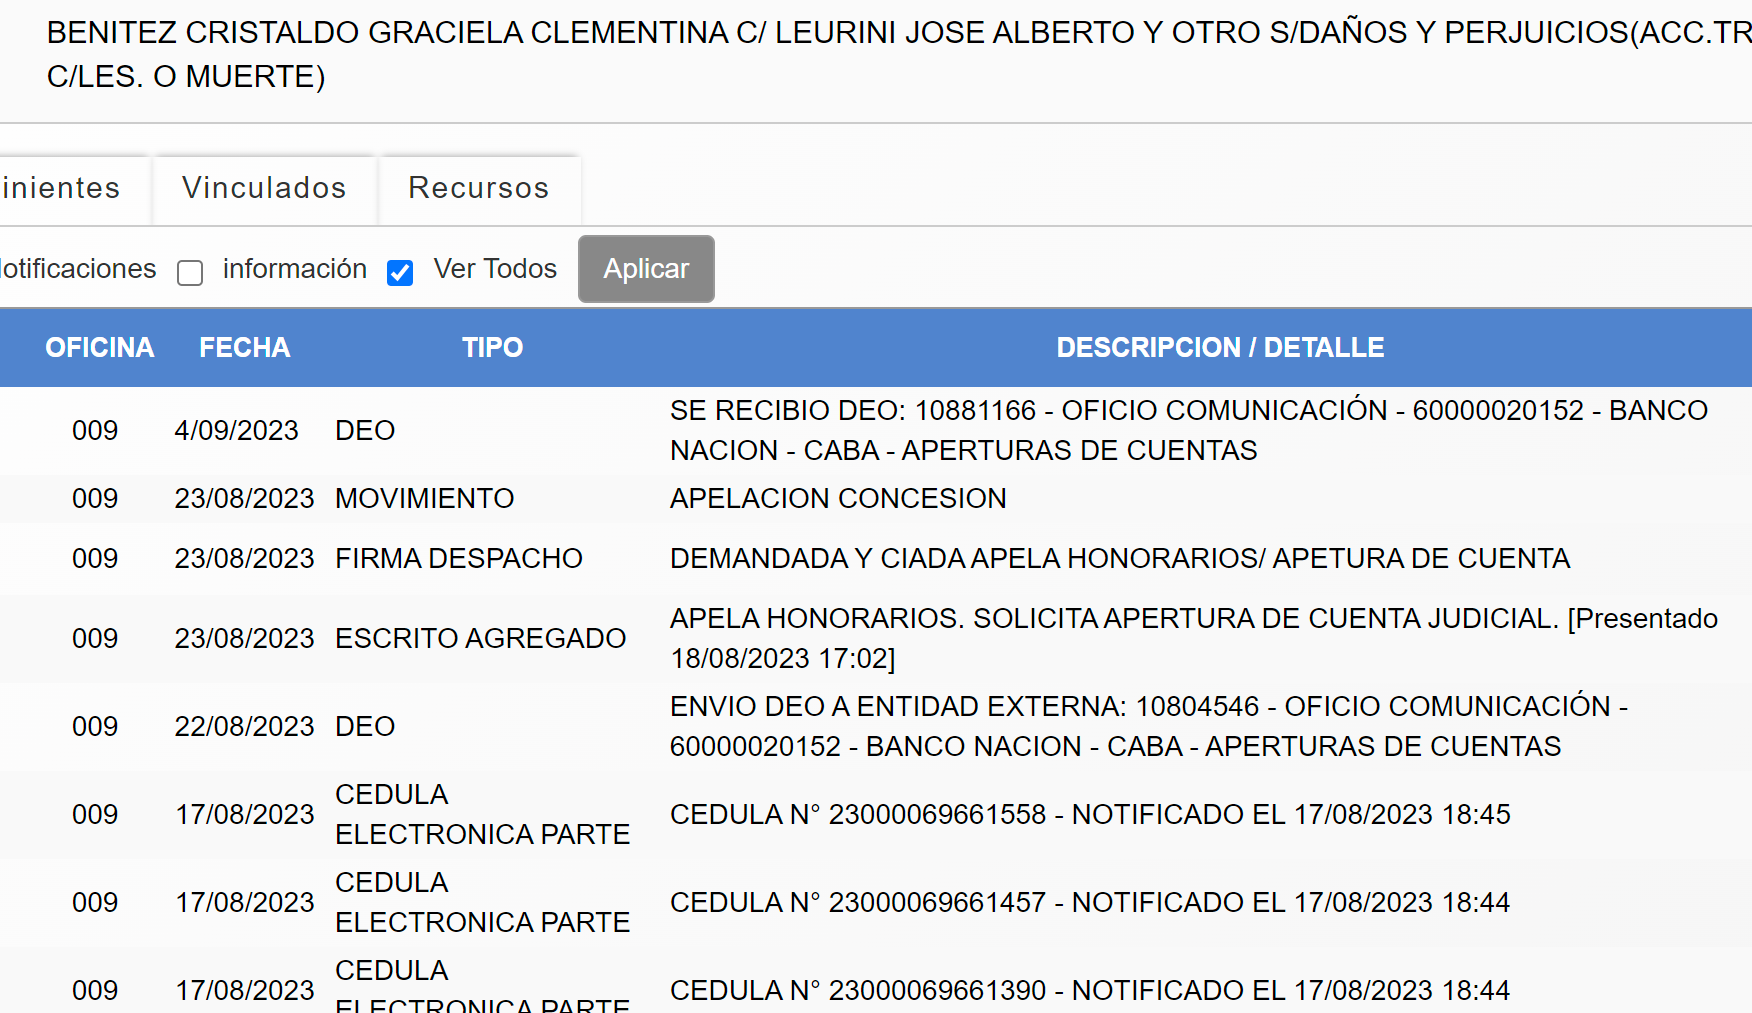 BENITEZ CRISTALDO GRACIELA CLEMENTINA C/ LEURINI JOSE ALBERTO Y OTRO S/DAÑOS Y PERJUICIOS(ACC.TR
C/LES. O MUERTE)
inientes Vinculados Recursos
otificaciones información Ver Todos Aplicar
OFICINA FECHA TIPO DESCRIPCION / DETALLE
009 4/09/2023 DEO SE RECIBIO DEO: 10881166 - OFICIO COMUNICACIÓN - 60000020152 - BANCO
NACION - CABA - APERTURAS DE CUENTAS
009 23/08/2023 MOVIMIENTO APELACION CONCESION
009 23/08/2023 FIRMA DESPACHO DEMANDADA Y CIADA APELA HONORARIOS/ APETURA DE CUENTA
009 23/08/2023 ESCRITO AGREGADO APELA HONORARIOS. SOLICITA APERTURA DE CUENTA JUDICIAL. [Presentado
18/08/2023 17:02]
009 22/08/2023 DEO ENVIO DEO A ENTIDAD EXTERNA: 10804546 - OFICIO COMUNICACIÓN -
60000020152 - BANCO NACION - CABA - APERTURAS DE CUENTAS
009 17/08/2023 CEDULA
ELECTRONICA PARTE CEDULA N° 23000069661558 - NOTIFICADO EL 17/08/2023 18:45
009 17/08/2023 CEDULA
ELECTRONICA PARTE CEDULA N° 23000069661457 - NOTIFICADO EL 17/08/2023 18:44
009 17/08/2023 CEDULA
ELECTRONICA PARTE CEDULA N° 23000069661390 - NOTIFICADO EL 17/08/2023 18:44